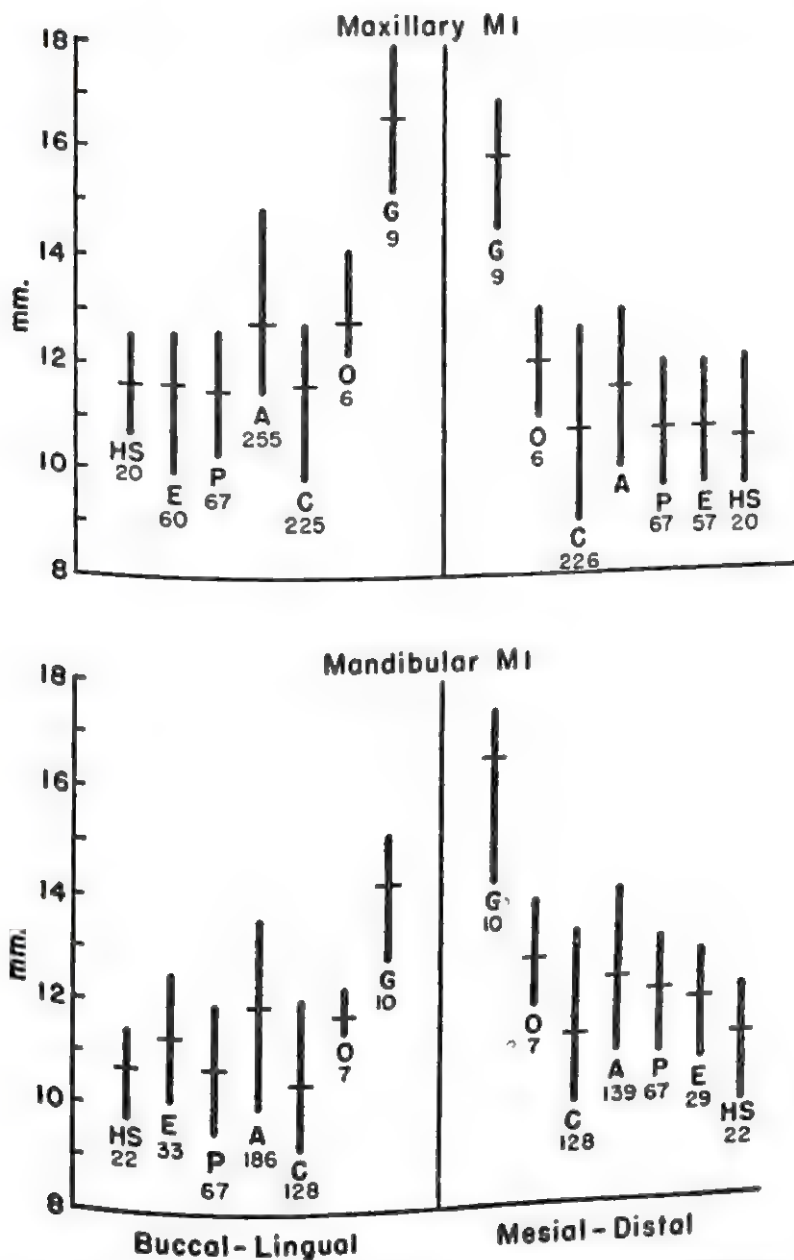 Maxillary M1
18
16
14
12
10
8
mm.
HS
20
E
60
P
67
A
255
C
225
O
6
G
9
G
9
O
6
C
226
A
P
67
E
57
HS
20
Mandibular M1
18
16
14
12
10
8
mm.
HS
22
E
33
P
67
A
186
C
128
O
7
G
10
G
10
O
7
C
128
A
139
P
67
E
29
HS
22
Buccal-Lingual
Mesial-Distal